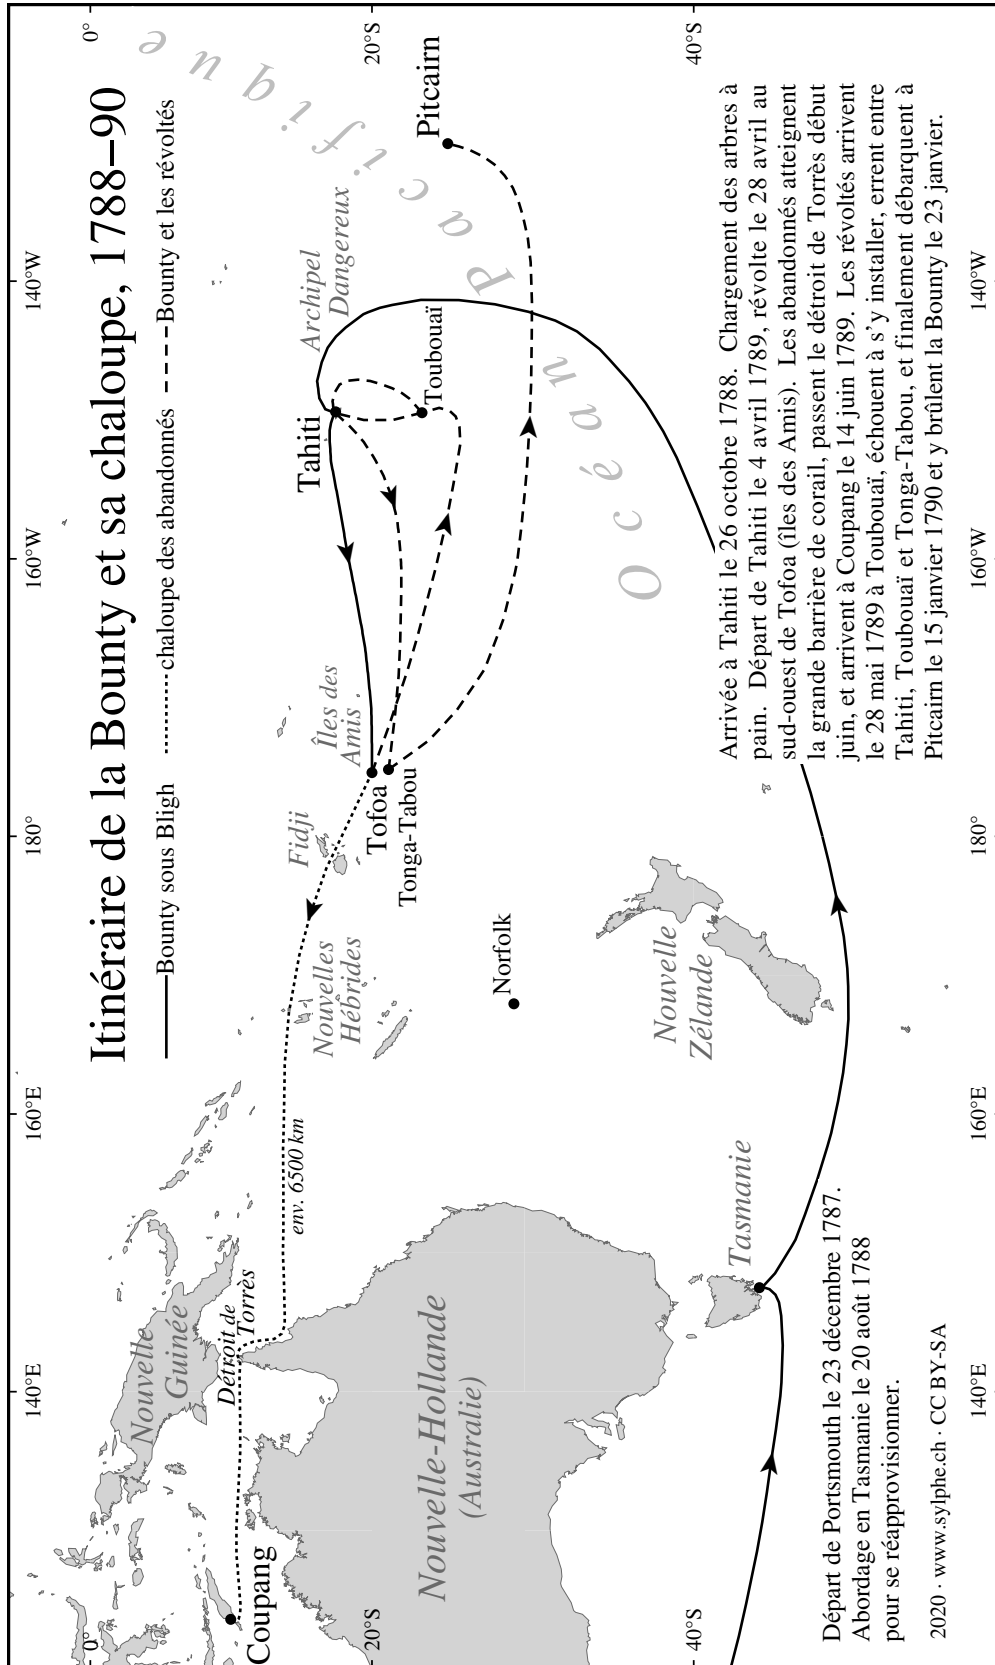 Itinéraire de la Bounty et sa chaloupe, 1788–90
Bounty sous Bligh
chaloupe des abandonnés
Bounty et les révoltés
160°E
180°
160°W
140°W
0°
140°E
0°
20°S
40°S
20°S
40°S
140°E
160°E
160°W
140°W
Océan Pacifique
Archipel
Dangereux
Tahiti
Toubouaï
Pitcairn
Îles des
Amis .
Tofoa
Tonga-Tabou
Fidji
Nouvelles
Hébrides
Norfolk
Nouvelle
Zélande
Tasmanie
env. 6500 km
Nouvelle
Guinée
Détroit de
Torrès
Coupang
Nouvelle-Hollande
(Australie)
Arrivée à Tahiti le 26 octobre 1788. Chargement des arbres à
pain. Départ de Tahiti le 4 avril 1789, révolte le 28 avril au
sud-ouest de Tofoa (îles des Amis). Les abandonnés atteignent
la grande barrière de corail, passent le détroit de Torrès début
juin, et arrivent à Coupang le 14 juin 1789. Les révoltés arrivent
le 28 mai 1789 à Toubouaï, échouent à s’y installer, errent entre
Tahiti, Toubouaï et Tonga-Tabou, et finalement débarquent à
Pitcairn le 15 janvier 1790 et y brûlent la Bounty le 23 janvier.
Départ de Portsmouth le 23 décembre 1787.
Abordage en Tasmanie le 20 août 1788
pour se réapprovisionner.
2020 · www.sylphe.ch · CC BY-SA
180°